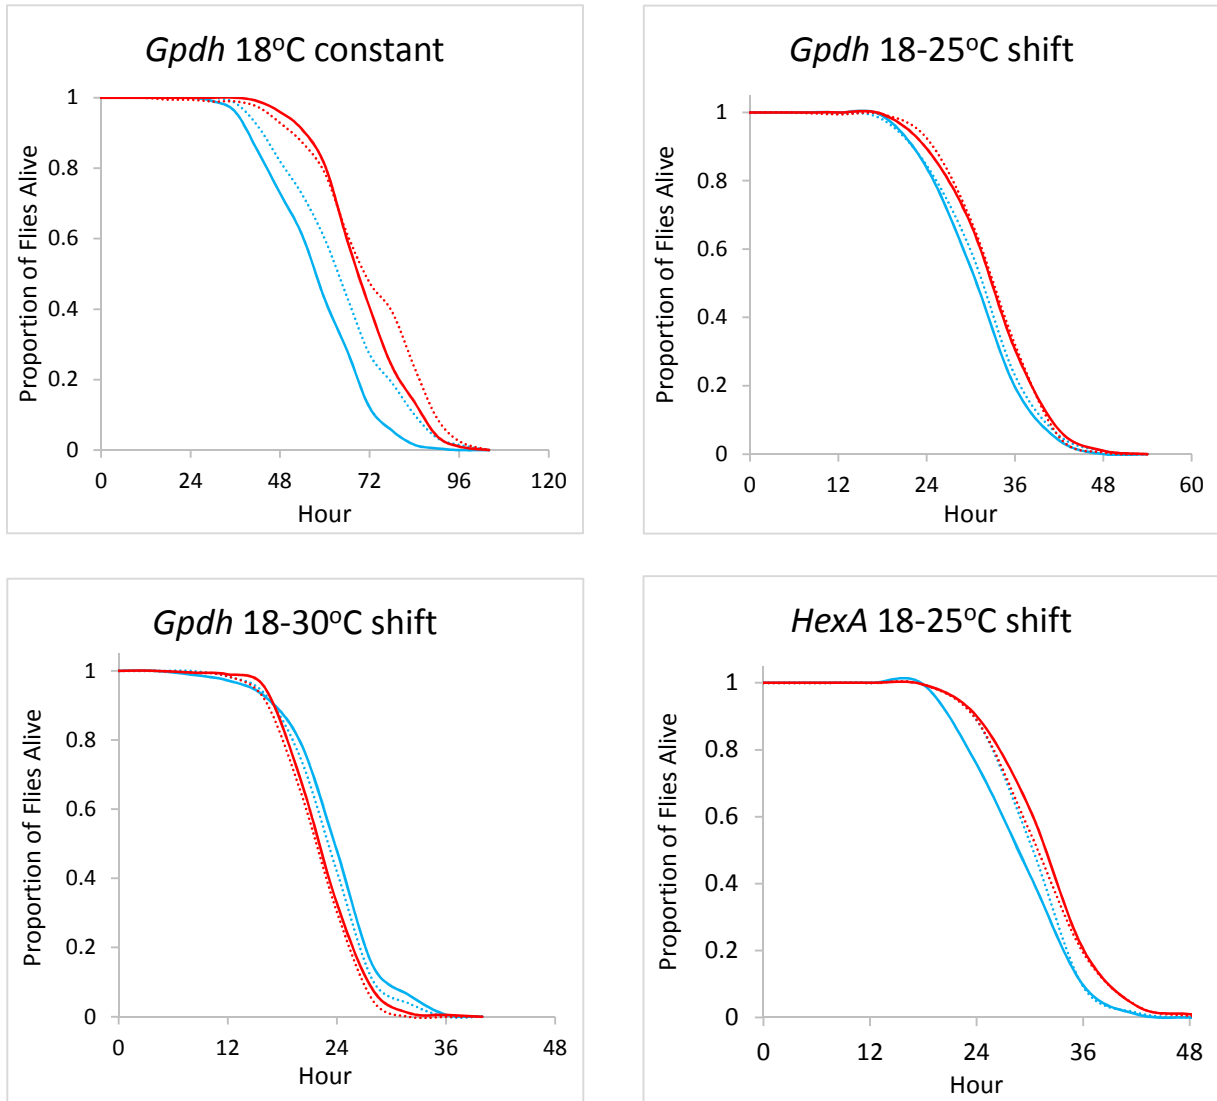 Gpdh 18°C constant
Proportion of Flies Alive
1
0.8
0.6
0.4
0.2
0
0 24 48 72 96 120
Hour
Gpdh 18-25°C shift
Proportion of Flies Alive
1
0.8
0.6
0.4
0.2
0
0 12 24 36 48 60
Hour
Gpdh 18-30°C shift
Proportion of Flies Alive
1
0.8
0.6
0.4
0.2
0
0 12 24 36 48
Hour
HexA 18-25°C shift
Proportion of Flies Alive
1
0.8
0.6
0.4
0.2
0
0 12 24 36 48
Hour